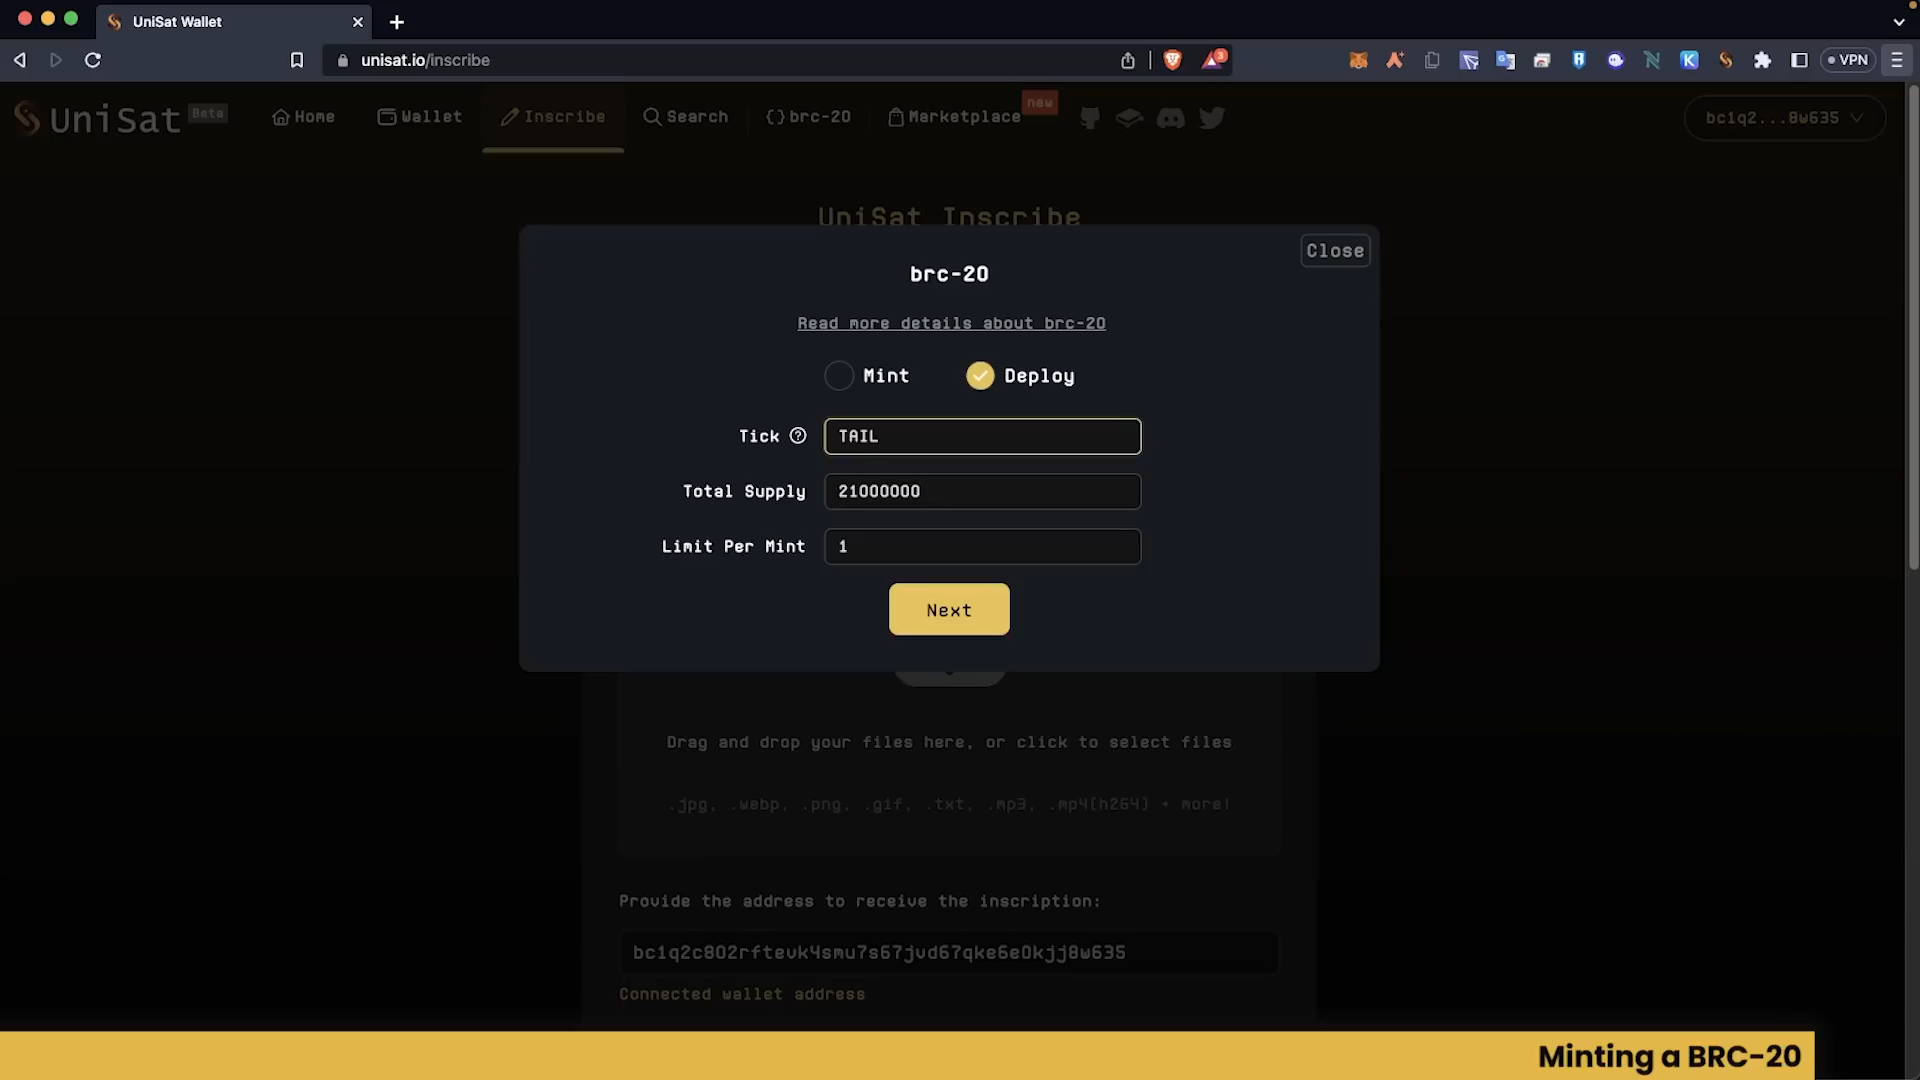 UniSat Wallet
unisat.io/inscribe
3
VPN
UniSat Beta
Home
Wallet
Inscribe
Search
{} brc-20
Marketplace
new
bc1q2...8w635
UniSat Inscribe
Close
brc-20
Read more details about brc-20
Mint
Deploy
Tick ?
TAIL
Total Supply
21000000
Limit Per Mint
1
Next
Drag and drop your files here, or click to select files
.jpg, .webp, .png, .gif, .txt, .mp3, .mp4(h264) + more!
Provide the address to receive the inscription:
bc1q2c802rftevk4smu7s67jvd67qke6e0kjj8w635
Connected wallet address
Minting a BRC-20